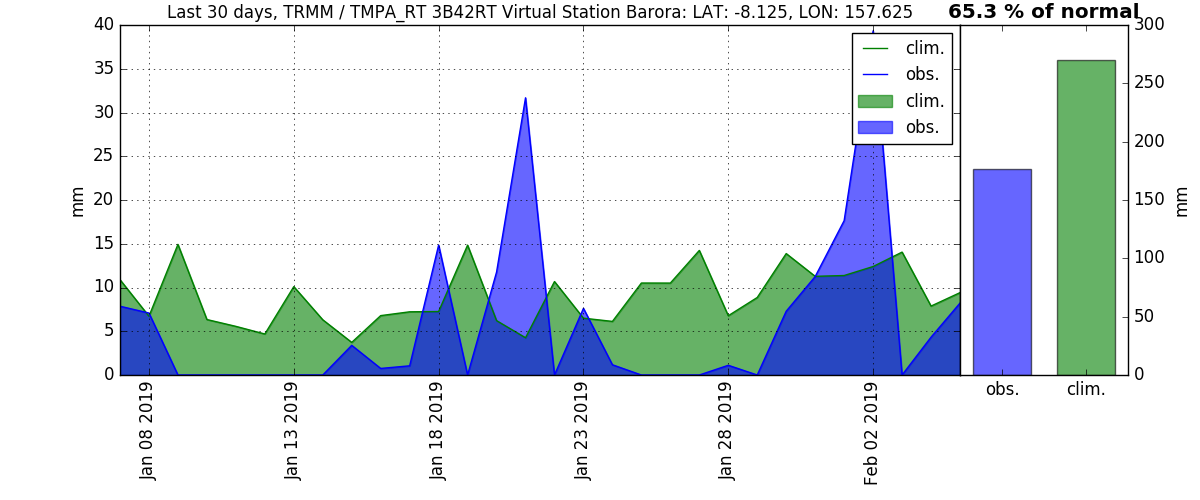 Last 30 days, TRMM / TMPA_RT 3B42RT Virtual Station Barora: LAT: -8.125, LON: 157.625
65.3 % of normal
40
35
30
25
20
15
10
5
0
mm
clim.
obs.
clim.
obs.
300
250
200
150
100
50
0
mm
Jan 08 2019
Jan 13 2019
Jan 18 2019
Jan 23 2019
Jan 28 2019
Feb 02 2019
obs.
clim.